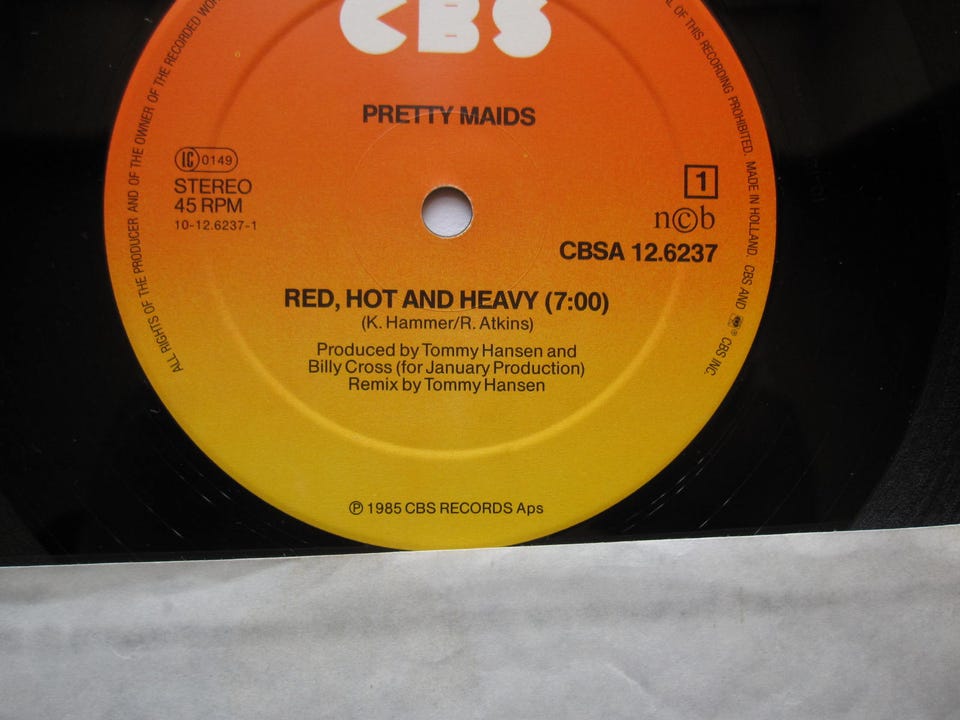 CBS
PRETTY MAIDS
LC 0149
STEREO
45 RPM
10-12.6237-1
1
n©b
CBSA 12.6237
RED, HOT AND HEAVY (7:00)
(K. Hammer/R. Atkins)
Produced by Tommy Hansen and
Billy Cross (for January Production)
Remix by Tommy Hansen
℗ 1985 CBS RECORDS Aps
ALL RIGHTS OF THE PRODUCER AND OF THE OWNER OF THE RECORDED
OF THIS RECORDING PROHIBITED. MADE IN HOLLAND. CBS AND ® CBS INC.